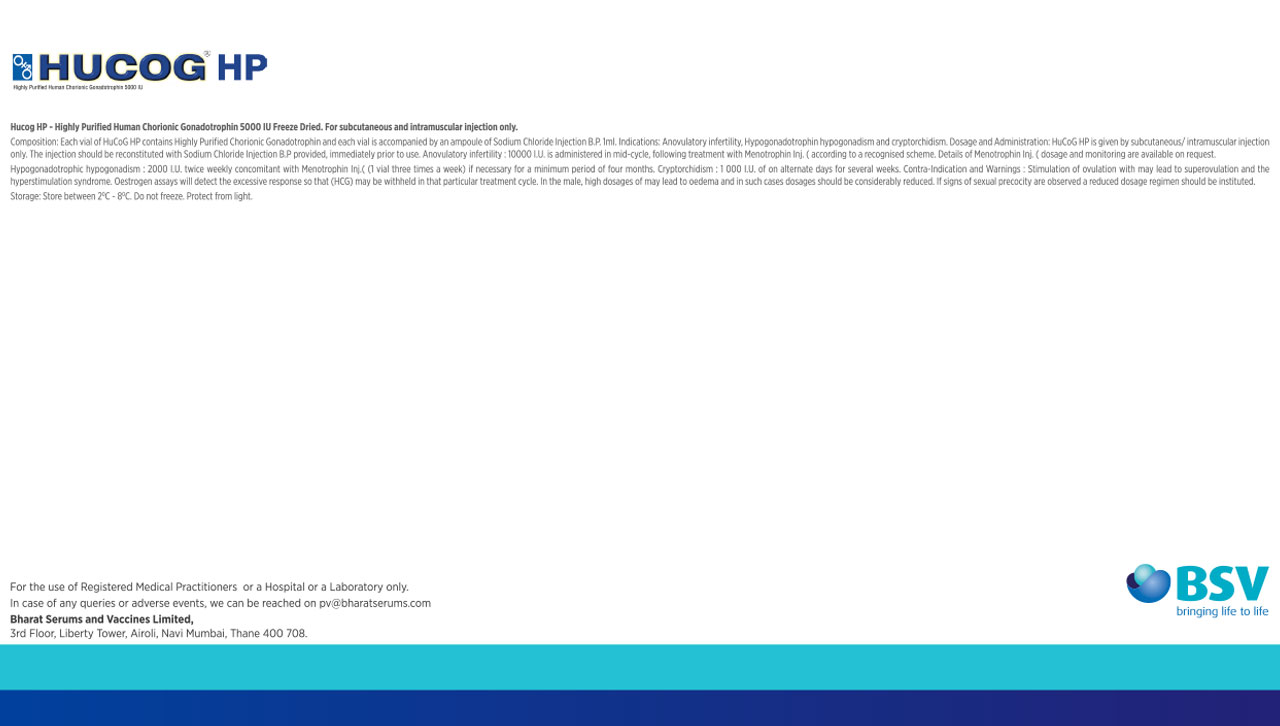 HUCOG® HP
Highly Purified Human Chorionic Gonadotrophin 5000 IU
Hucog HP - Highly Purified Human Chorionic Gonadotrophin 5000 IU Freeze Dried. For subcutaneous and intramuscular injection only.
Composition: Each vial of HuCoG HP contains Highly Purified Chorionic Gonadotrophin and each vial is accompanied by an ampoule of Sodium Chloride Injection B.P. 1ml. Indications: Anovulatory infertility, Hypogonadotrophin hypogonadism and cryptorchidism. Dosage and Administration: HuCoG HP is given by subcutaneous/ intramuscular injection
only. The injection should be reconstituted with Sodium Chloride Injection B.P provided, immediately prior to use. Anovulatory infertility : 10000 I.U. is administered in mid-cycle, following treatment with Menotrophin Inj. ( according to a recognised scheme. Details of Menotrophin Inj. ( dosage and monitoring are available on request.
Hypogonadotrophic hypogonadism : 2000 I.U. twice weekly concomitant with Menotrophin Inj.( (1 vial three times a week) if necessary for a minimum period of four months. Cryptorchidism : 1 000 I.U. of on alternate days for several weeks. Contra-Indication and Warnings : Stimulation of ovulation with may lead to superovulation and the
hyperstimulation syndrome. Oestrogen assays will detect the excessive response so that (HCG) may be withheld in that particular treatment cycle. In the male, high dosages of may lead to oedema and in such cases dosages should be considerably reduced. If signs of sexual precocity are observed a reduced dosage regimen should be instituted.
Storage: Store between 2⁰C - 8⁰C. Do not freeze. Protect from light.
For the use of Registered Medical Practitioners  or a Hospital or a Laboratory only.
In case of any queries or adverse events, we can be reached on pv@bharatserums.com
Bharat Serums and Vaccines Limited,
3rd Floor, Liberty Tower, Airoli, Navi Mumbai, Thane 400 708.
BSV
bringing life to life